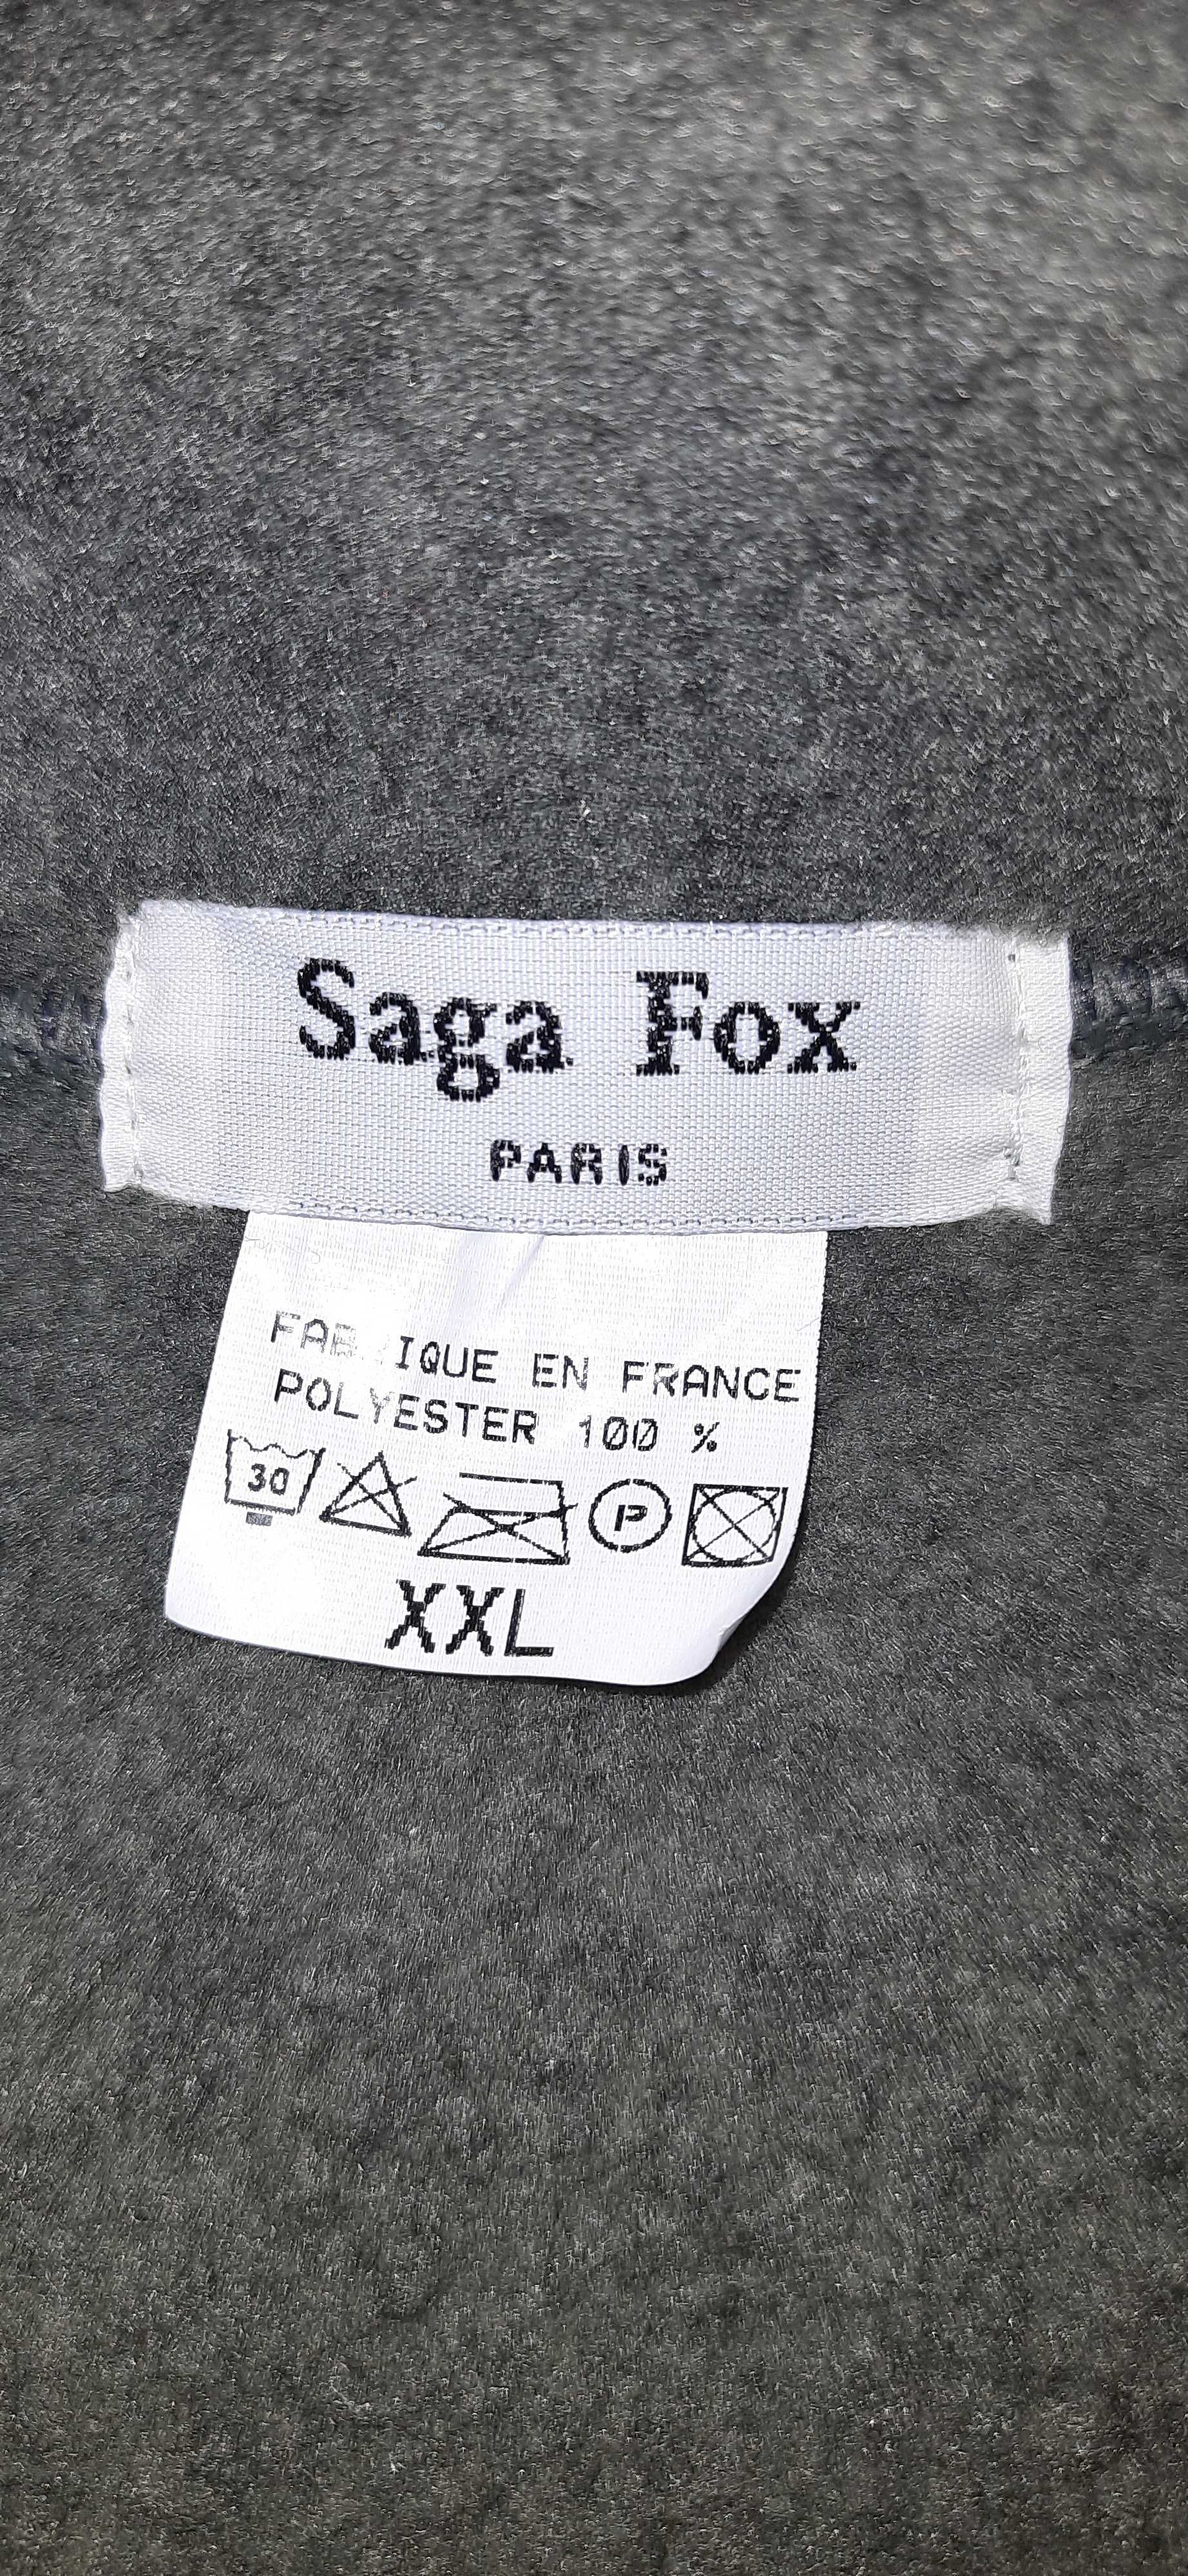 Saga Fox
PARIS
FABRIQUE EN FRANCE
POLYESTER 100 %
30 P
XXL